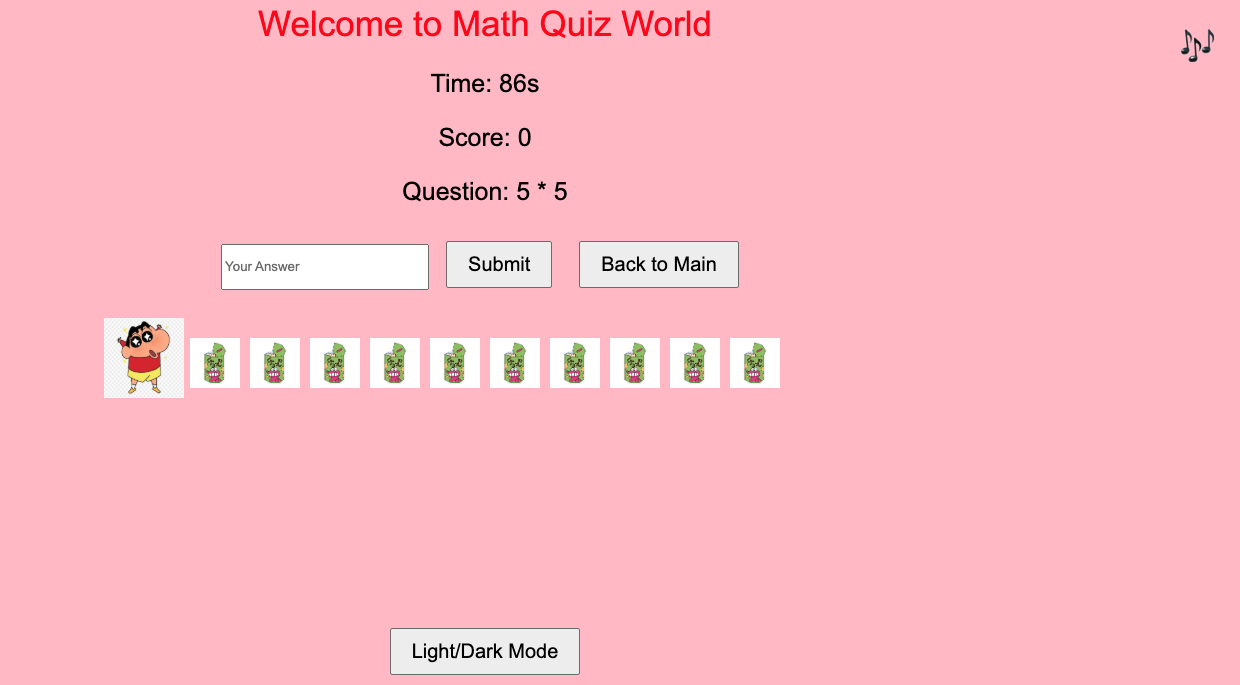 Welcome to Math Quiz World
Time: 86s
Score: 0
Question: 5 * 5
Your Answer
Submit
Back to Main
Light/Dark Mode